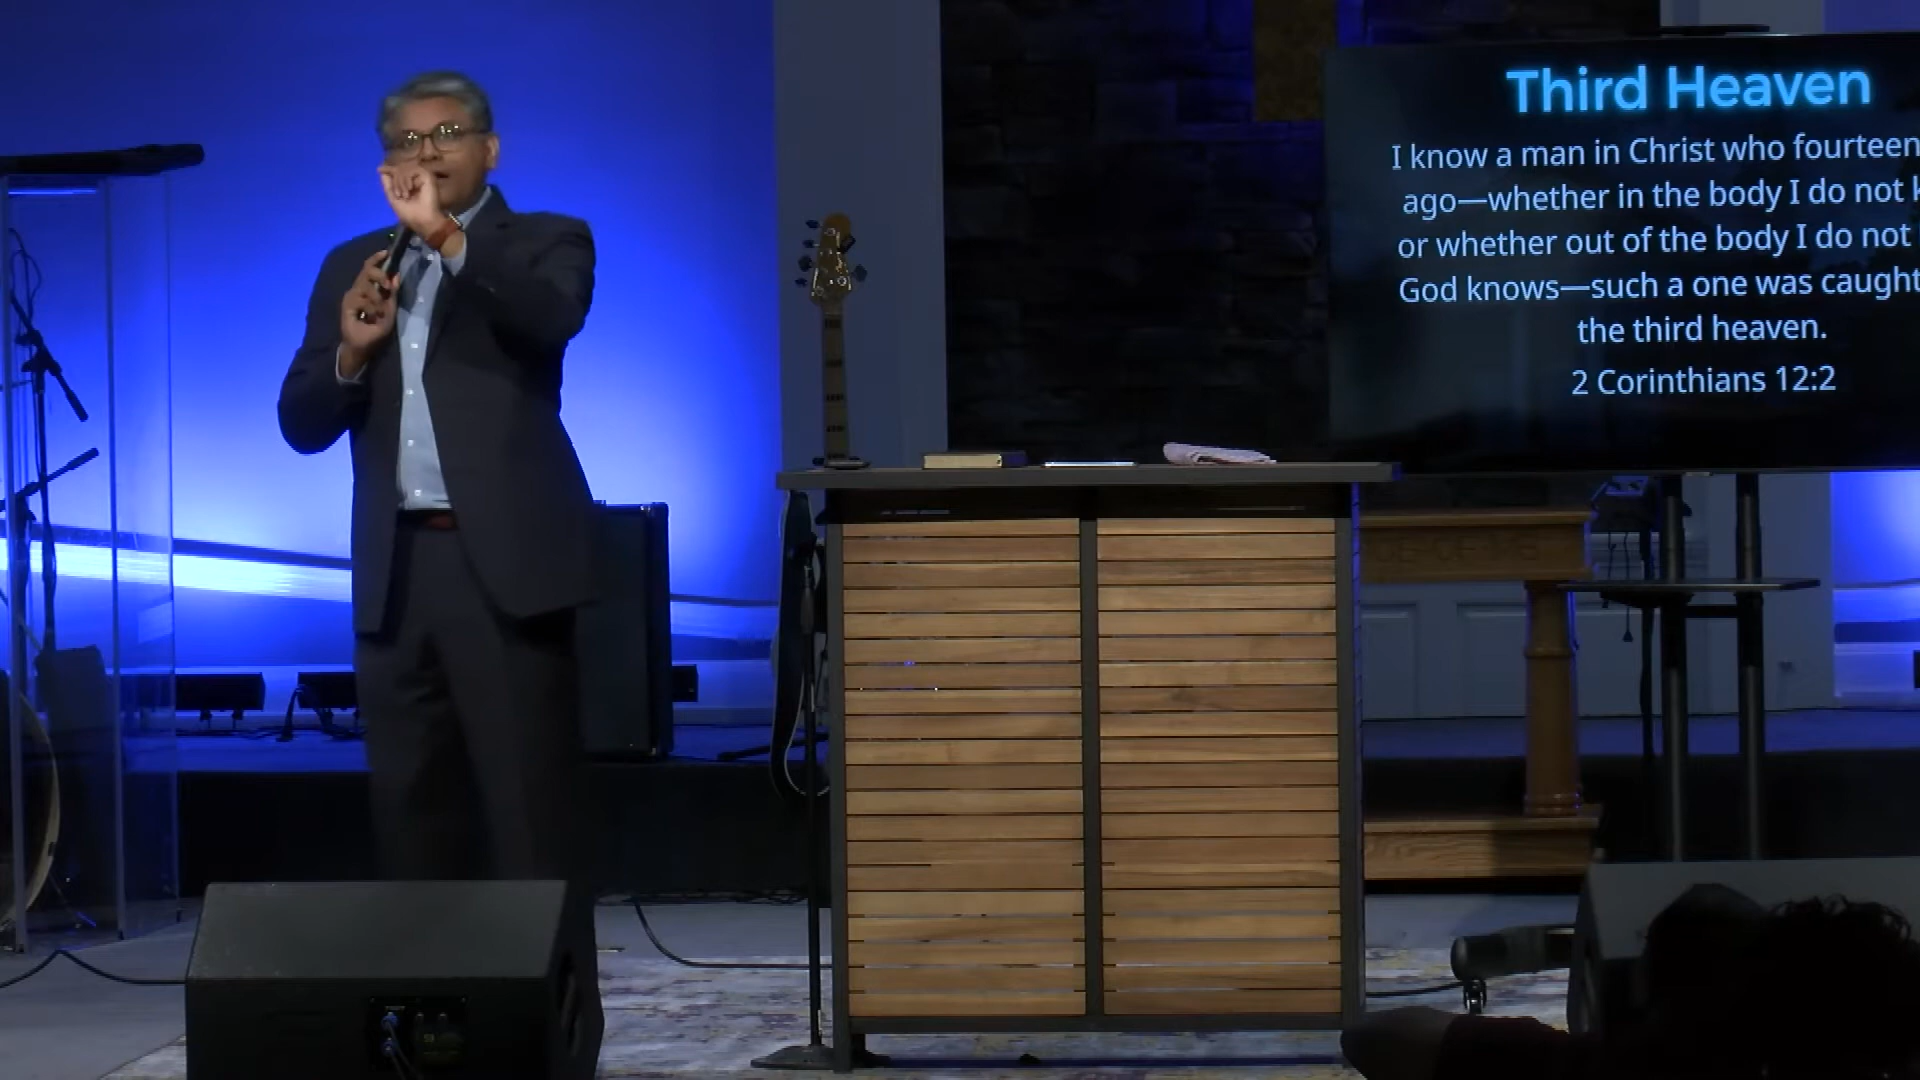 Third Heaven
I know a man in Christ who fourteen
ago—whether in the body I do not
or whether out of the body I do not
God knows—such a one was caught
the third heaven.
2 Corinthians 12:2